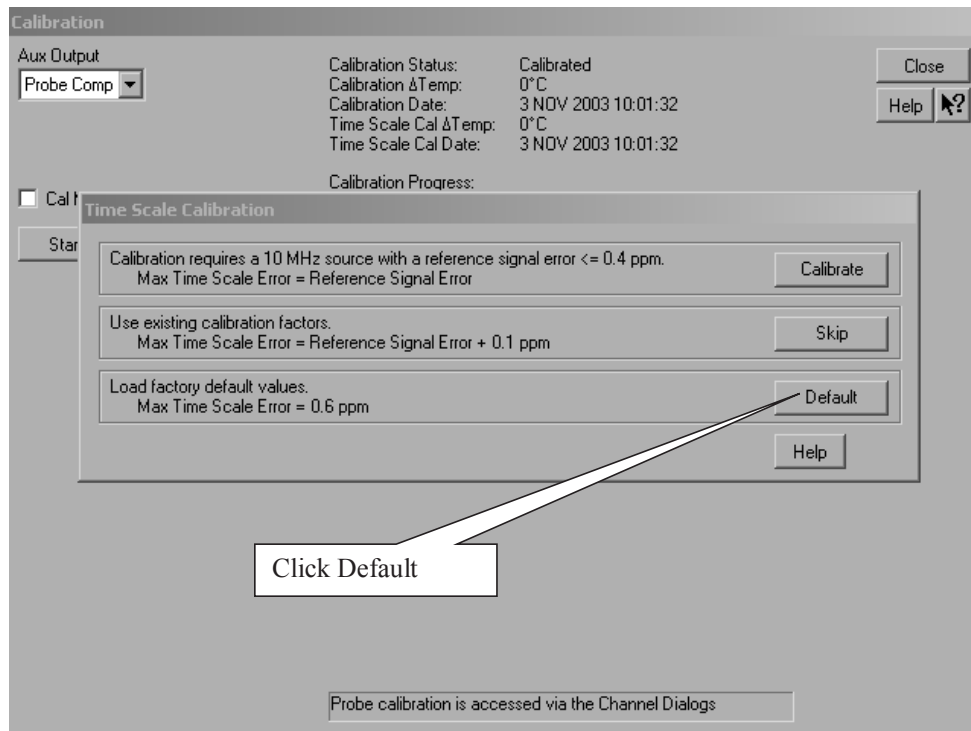 Calibration
Aux Output
Probe Comp
Calibration Status: Calibrated
Calibration ΔTemp: 0°C
Calibration Date: 3 NOV 2003 10:01:32
Time Scale Cal ΔTemp: 0°C
Time Scale Cal Date: 3 NOV 2003 10:01:32
Calibration Progress:
Close
Help
Cal
Star
Time Scale Calibration
Calibration requires a 10 MHz source with a reference signal error <= 0.4 ppm.
Max Time Scale Error = Reference Signal Error
Calibrate
Use existing calibration factors.
Max Time Scale Error = Reference Signal Error + 0.1 ppm
Skip
Load factory default values.
Max Time Scale Error = 0.6 ppm
Default
Help
Click Default
Probe calibration is accessed via the Channel Dialogs